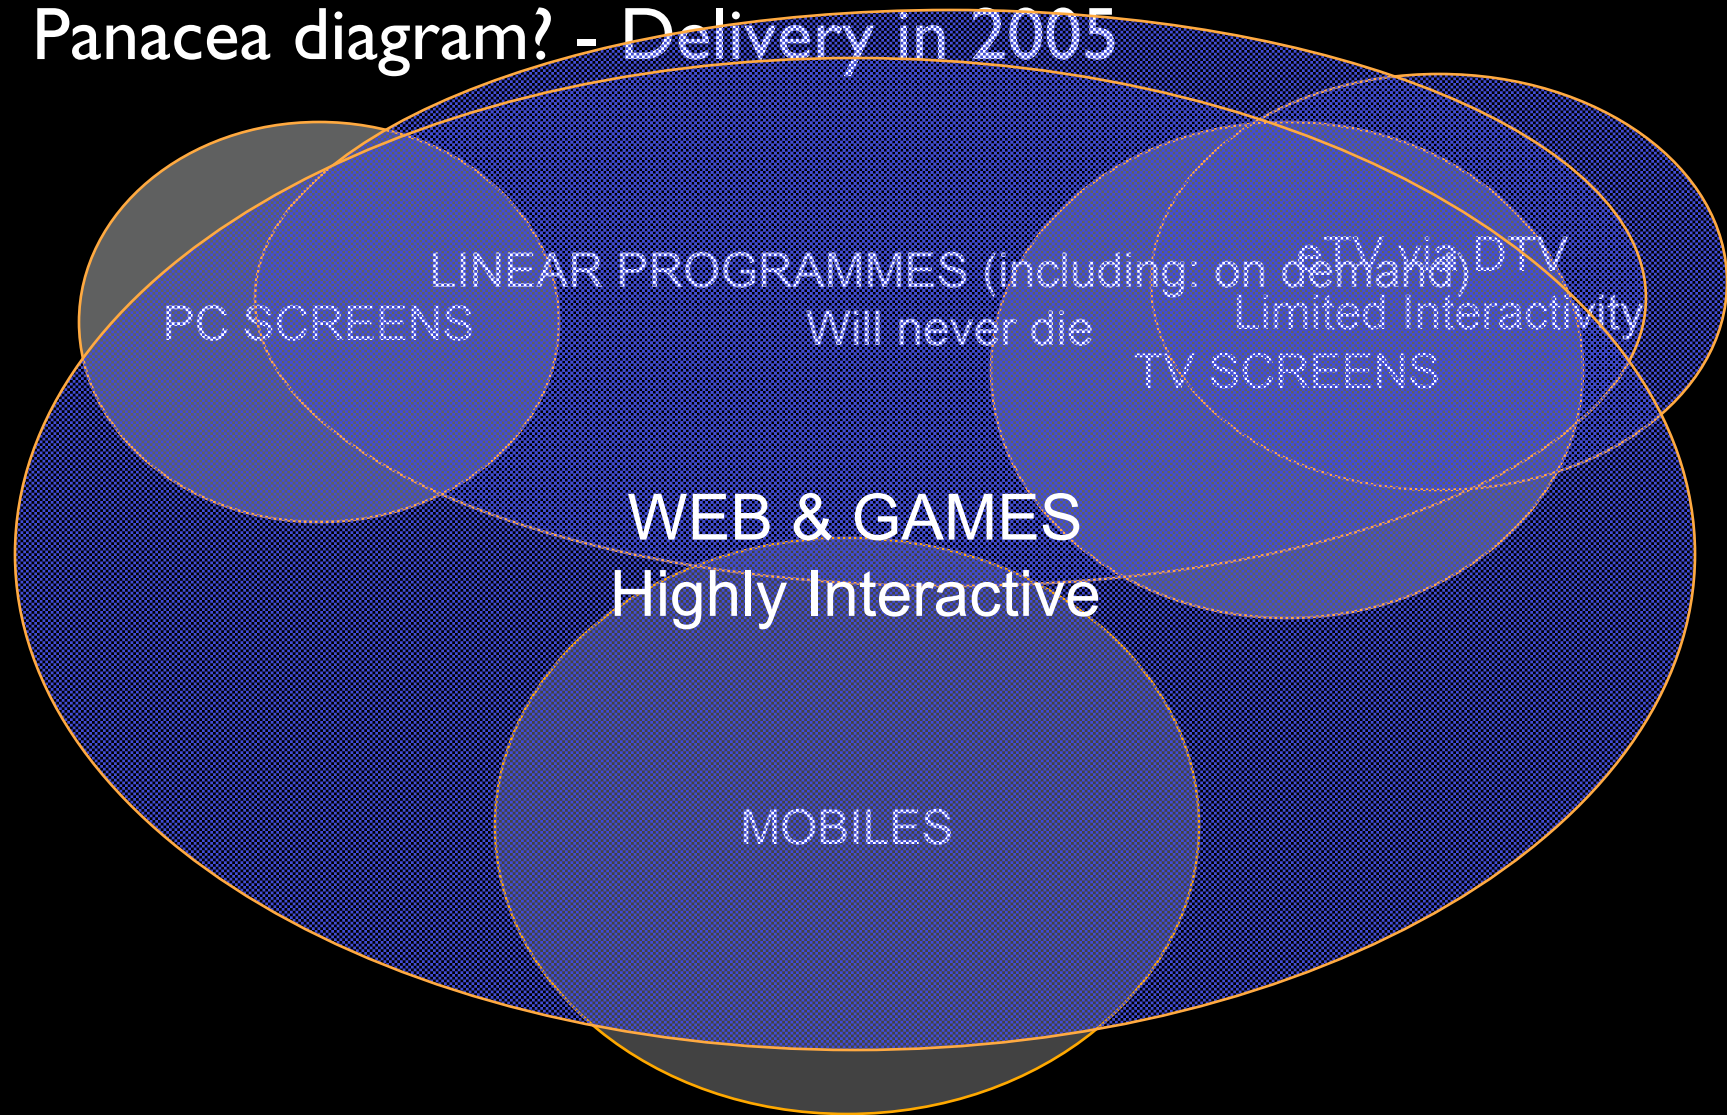 Panacea diagram? - Delivery in 2005
LINEAR PROGRAMMES (including: on demand)
Will never die
eTV via DTV
Limited Interactivity
PC SCREENS
TV SCREENS
WEB & GAMES
Highly Interactive
MOBILES